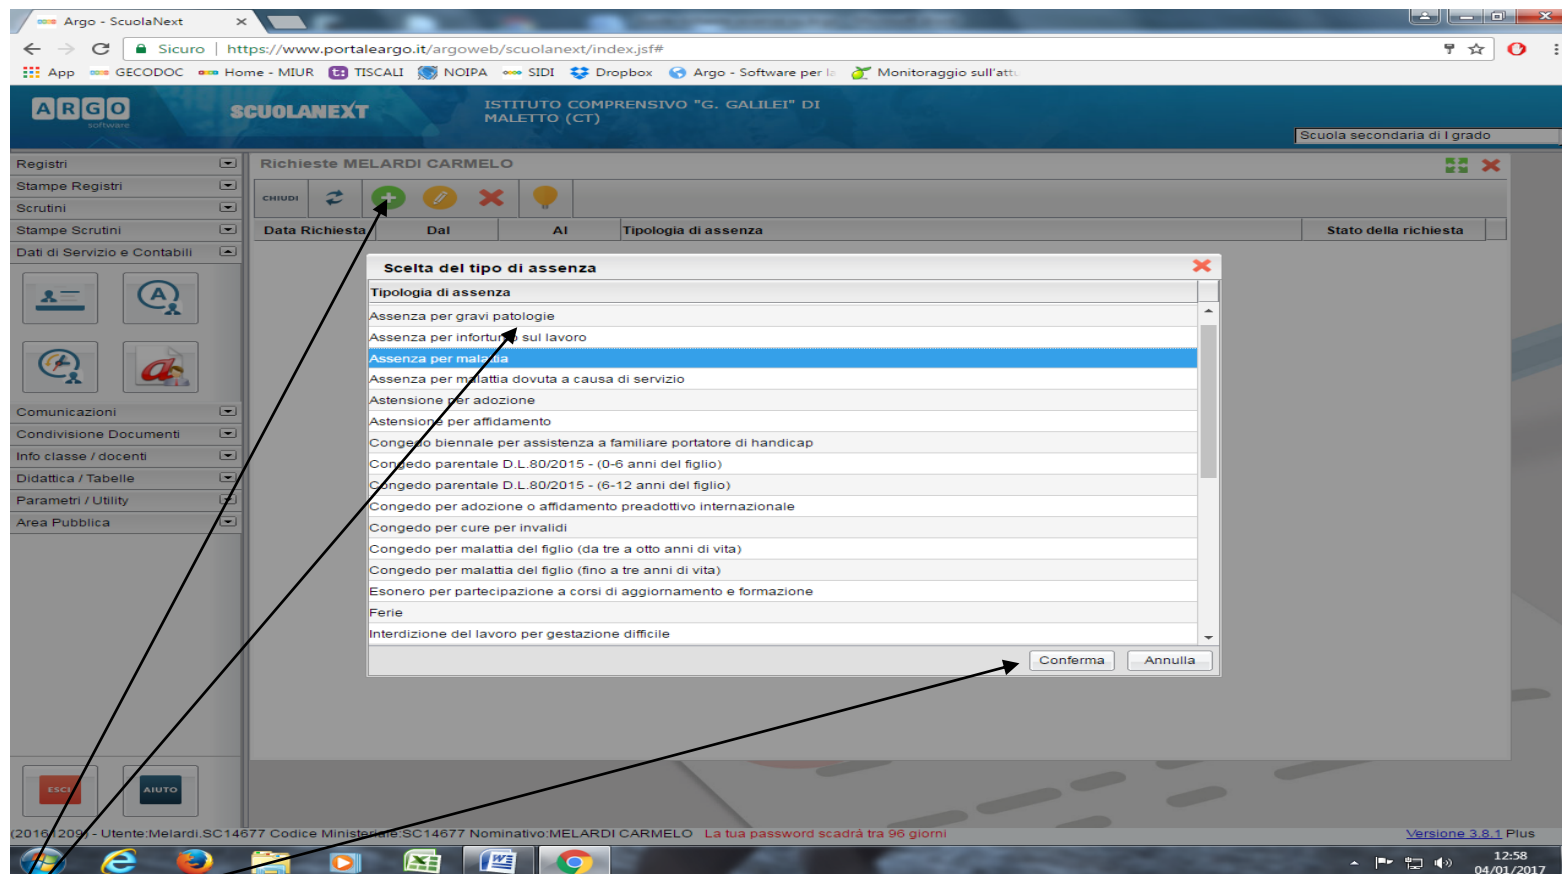 Argo - ScuolaNext
Sicuro | https://www.portaleargo.it/argoweb/scuolanext/index.jsf#
App GECODOC Home - MIUR TISCALI NOIPA SIDI Dropbox Argo - Software per la Monitoraggio sull'attu
ARGO software
SCUOLANEXT
ISTITUTO COMPRENSIVO "G. GALILEI" DI
MALETTO (CT)
Scuola secondaria di I grado
Registri
Stampe Registri
Scrutini
Stampe Scrutini
Dati di Servizio e Contabili
Comunicazioni
Condivisione Documenti
Info classe / docenti
Didattica / Tabelle
Parametri / Utility
Area Pubblica
ESCI
AIUTO
Richieste MELARDI CARMELO
CHIUDI
Data Richiesta Dal Al Tipologia di assenza Stato della richiesta
Scelta del tipo di assenza
Tipologia di assenza
Assenza per gravi patologie
Assenza per infortunio sul lavoro
Assenza per malattia
Assenza per malattia dovuta a causa di servizio
Astensione per adozione
Astensione per affidamento
Congedo biennale per assistenza a familiare portatore di handicap
Congedo parentale D.L.80/2015 - (0-6 anni del figlio)
Congedo parentale D.L.80/2015 - (6-12 anni del figlio)
Congedo per adozione o affidamento preadottivo internazionale
Congedo per cure per invalidi
Congedo per malattia del figlio (da tre a otto anni di vita)
Congedo per malattia del figlio (fino a tre anni di vita)
Esonero per partecipazione a corsi di aggiornamento e formazione
Ferie
Interdizione del lavoro per gestazione difficile
Conferma Annulla
(20161209) - Utente:Melardi.SC14677 Codice Ministeriale:SC14677 Nominativo:MELARDI CARMELO La tua password scadrà tra 96 giorni
Versione 3.8.1 Plus
12:58
04/01/2017